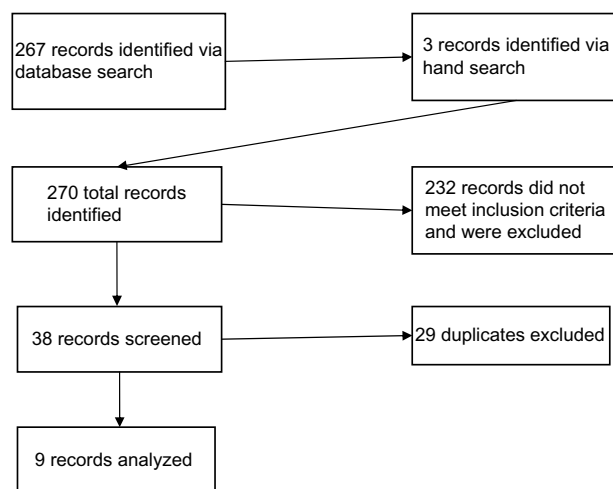 267 records identified via
database search
3 records identified via
hand search
270 total records
identified
232 records did not
meet inclusion criteria
and were excluded
38 records screened
29 duplicates excluded
9 records analyzed